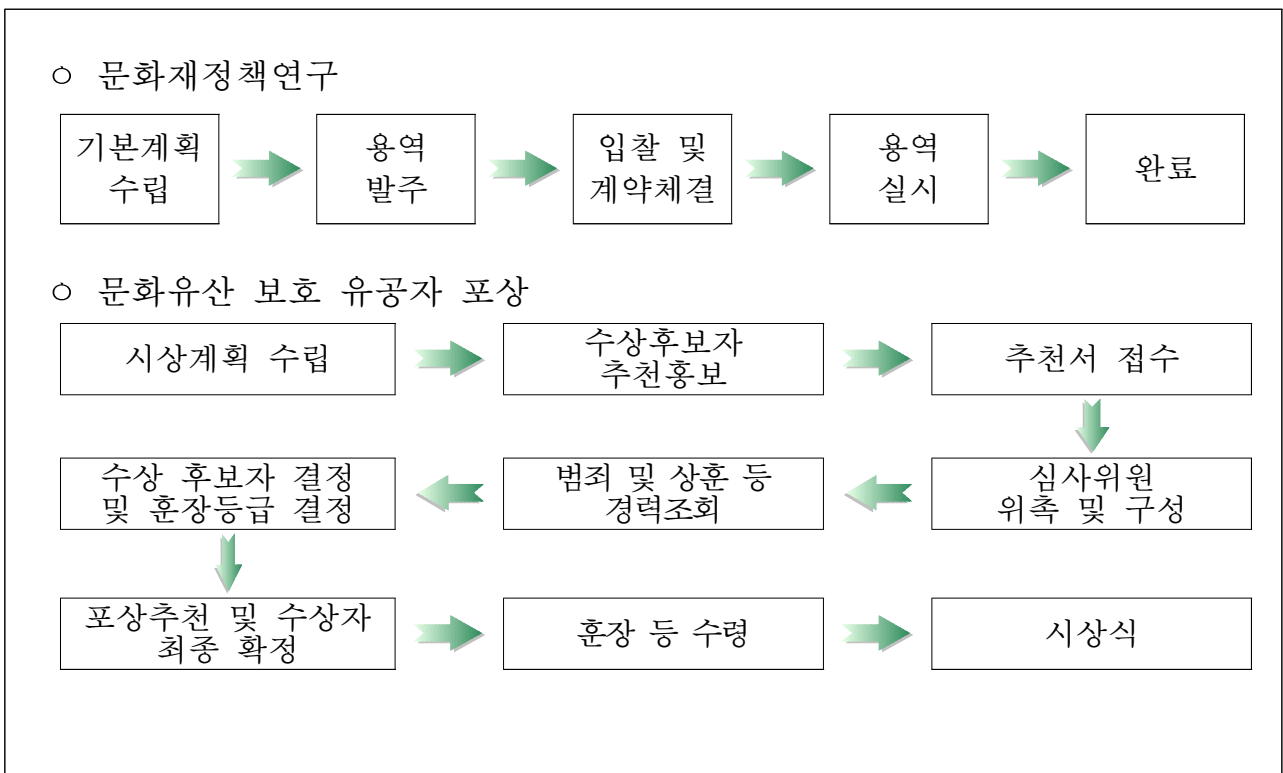 ㅇ 문화재정책연구
기본계획
수립
용역
발주
입찰 및
계약체결
용역
실시
완료
ㅇ 문화유산 보호 유공자 포상
시상계획 수립
수상후보자
추천홍보
추천서 접수
심사위원
위촉 및 구성
범죄 및 상훈 등
경력조회
수상 후보자 결정
및 훈장등급 결정
포상추천 및 수상자
최종 확정
훈장 등 수령
시상식